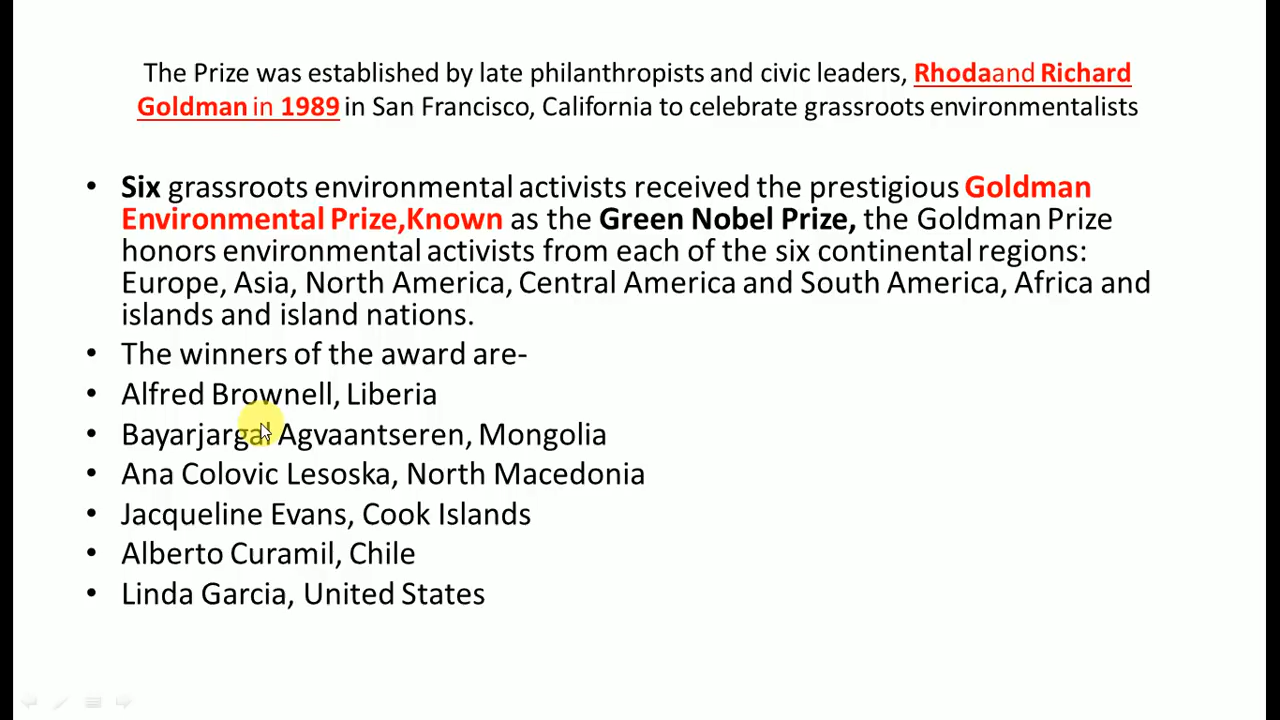 The Prize was established by late philanthropists and civic leaders, Rhodaand Richard
Goldman in 1989 in San Francisco, California to celebrate grassroots environmentalists
• Six grassroots environmental activists received the prestigious Goldman
Environmental Prize,Known as the Green Nobel Prize, the Goldman Prize
honors environmental activists from each of the six continental regions:
Europe, Asia, North America, Central America and South America, Africa and
islands and island nations.
• The winners of the award are-
• Alfred Brownell, Liberia
• Bayarjargal Agvaantseren, Mongolia
• Ana Colovic Lesoska, North Macedonia
• Jacqueline Evans, Cook Islands
• Alberto Curamil, Chile
• Linda Garcia, United States